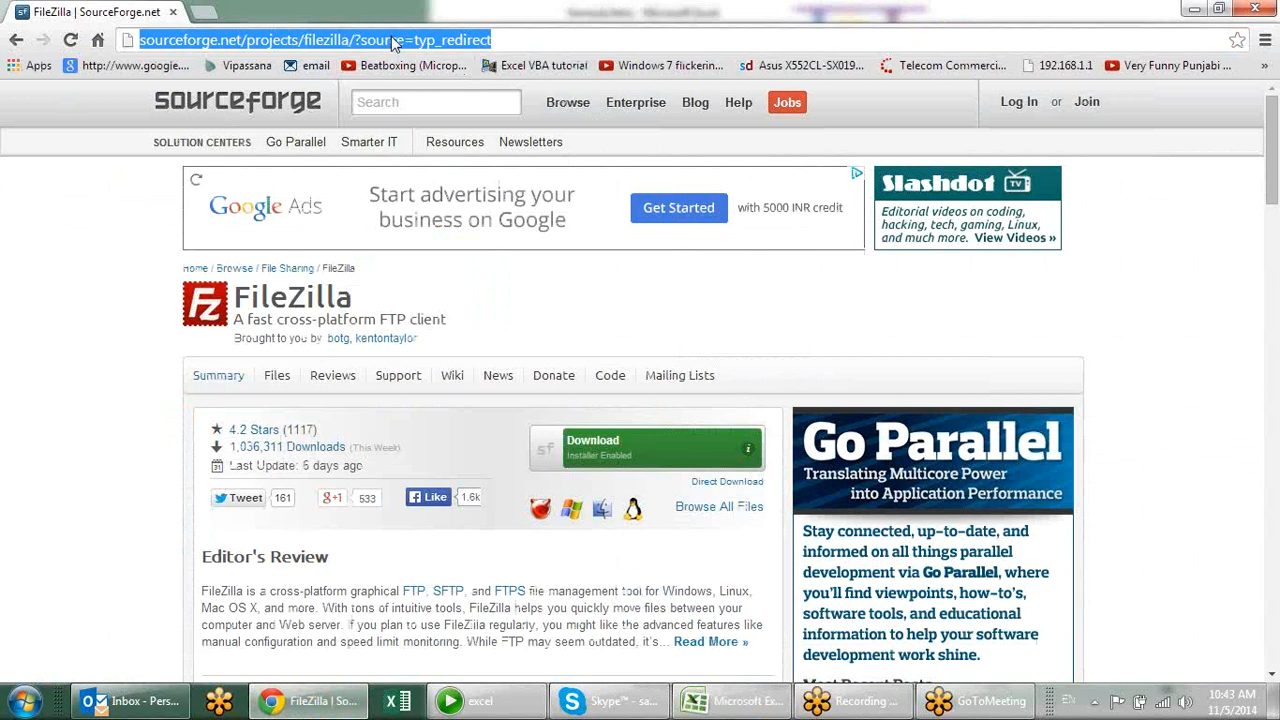 FileZilla | SourceForge.net
sourceforge.net/projects/filezilla/?source=typ_redirect
Apps http://www.google.... Vipassana email Beatboxing (Microp... Excel VBA tutorial Windows 7 flickerin... Asus X552CL-SX019... Telecom Commerci... 192.168.1.1 Very Funny Punjabi ... »
sourceforge Search Browse Enterprise Blog Help Jobs Log In or Join
SOLUTION CENTERS Go Parallel Smarter IT Resources Newsletters
Google Ads
Start advertising your
business on Google
Get Started
with 5000 INR credit
Slashdot TV
Editorial videos on coding,
hacking, tech, gaming, Linux,
and much more. View Videos »
Home / Browse / File Sharing / FileZilla
Fz
FileZilla
A fast cross-platform FTP client
Brought to you by: botg, kentontaylor
Summary Files Reviews Support Wiki News Donate Code Mailing Lists
4.2 Stars (1117)
1,036,311 Downloads (This Week)
Last Update: 6 days ago
Tweet 161 g+1 533 Like 1.6k
sf Download
Installer Enabled
i
Direct Download
Browse All Files
Editor's Review
FileZilla is a cross-platform graphical FTP, SFTP, and FTPS file management tool for Windows, Linux,
Mac OS X, and more. With tons of intuitive tools, FileZilla helps you quickly move files between your
computer and Web server. If you plan to use FileZilla regularly, you might like the advanced features like
manual configuration and speed limit monitoring. While FTP may seem outdated, it's... Read More »
Go Parallel
Translating Multicore Power
into Application Performance
Stay connected, up-to-date, and
informed on all things parallel
development via Go Parallel, where
you'll find viewpoints, how-to's,
software tools, and educational
information to help your software
development work shine.
Inbox - Pers... FileZilla | So... excel Skype™ - sa... Microsoft Ex... Recording ... GoToMeeting EN 10:43 AM
11/5/2014